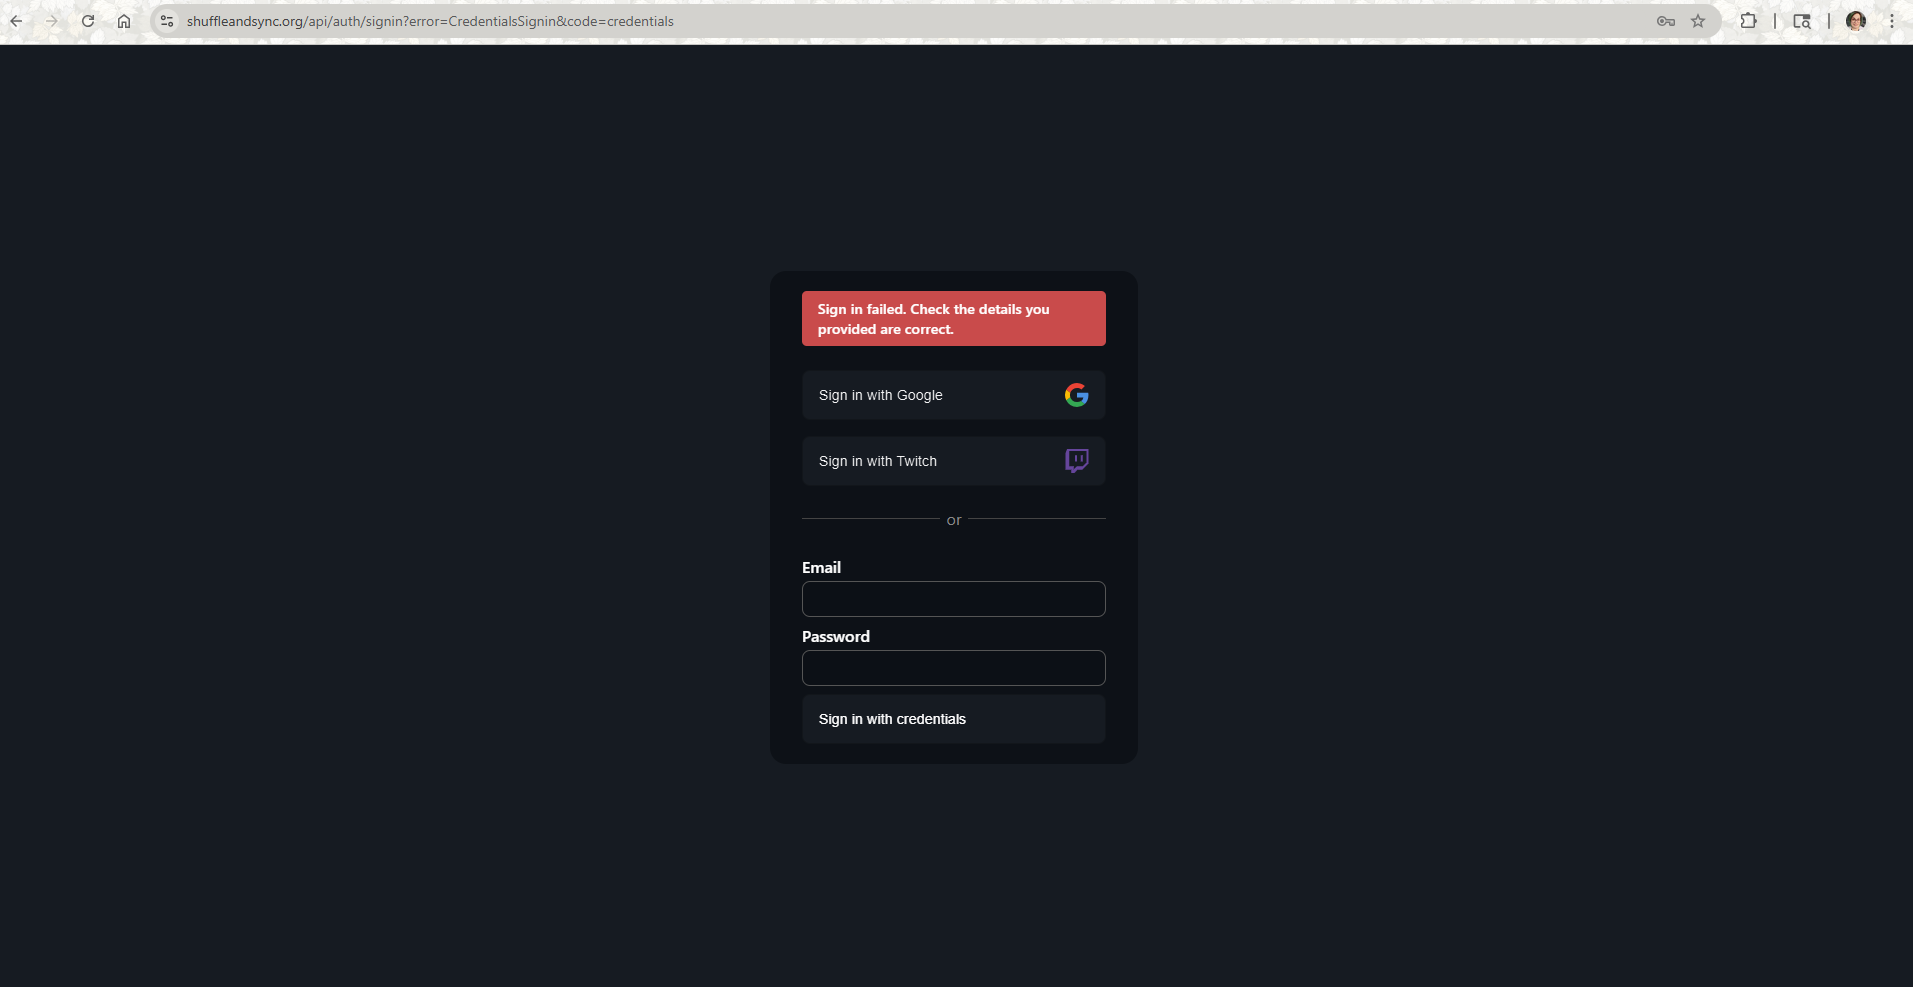 shuffleandsync.org/api/auth/signin?error=CredentialsSignin&code=credentials
Sign in failed. Check the details you
provided are correct.
Sign in with Google
Sign in with Twitch
or
Email
Password
Sign in with credentials